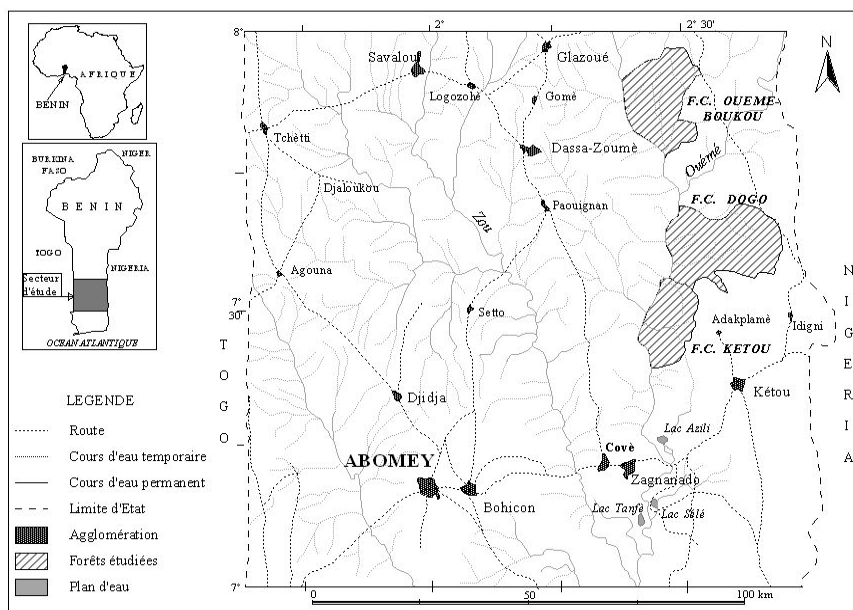 AFRIQUE
BENIN
BURKINA
FASO
NIGER
BENIN
TOGO
NIGERIA
Secteur
d'étude
OCEAN ATLANTIQUE
LEGENDE
Route
Cours d'eau temporaire
Cours d'eau permanent
Limite d'Etat
Agglomération
Forêts étudiées
Plan d'eau
2°
2° 30'
8°
N
Savalou
Glazoué
Logozohè
Gomè
F.C. OUEME-
BOUKOU
Tchètti
Dassa-Zoumè
Ouémé
Djaloukou
Paouignan
F.C. DOGO
Zou
Agouna
NIGERIA
7°
30'
Setto
Adakplamè
Idigni
F.C. KETOU
TOGO
Djidja
Kétou
Lac Azili
Covè
ABOMEY
Zagnanado
Bohicon
Lac Tanfè
Lac Sélé
7°
0
50
100 km